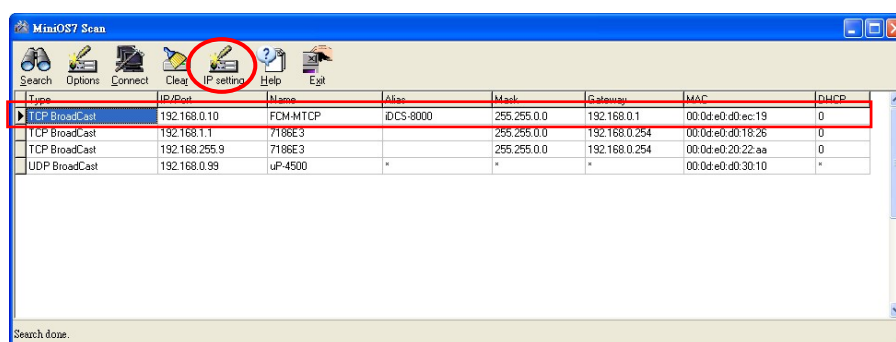 MiniOS7 Scan
Search Options Connect Clear IP setting Help Exit
Type IP/Port Name Alias Mask Gateway MAC DHCP
TCP BroadCast 192.168.0.10 FCM-MTCP iDCS-8000 255.255.0.0 192.168.0.1 00:0d:e0:d0:ec:19 0
TCP BroadCast 192.168.1.1 7186E3 255.255.0.0 192.168.0.254 00:0d:e0:d0:18:26 0
TCP BroadCast 192.168.255.9 7186E3 255.255.0.0 192.168.0.254 00:0d:e0:20:22:aa 0
UDP BroadCast 192.168.0.99 uP-4500 * * * 00:0d:e0:d0:30:10 *
Search done.